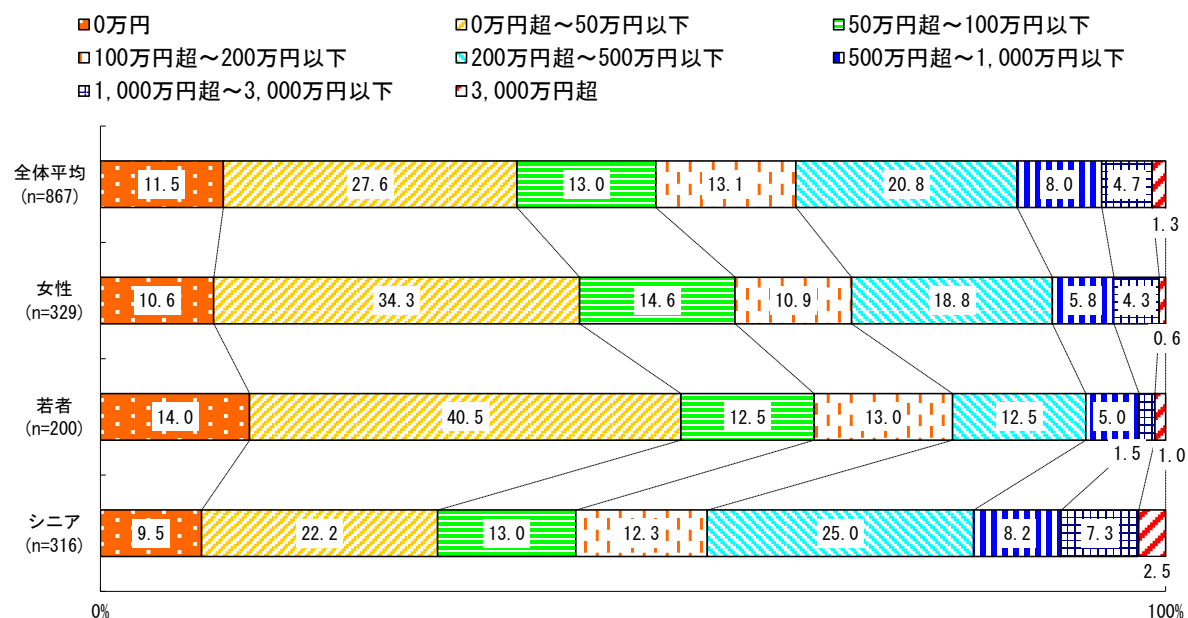 0万円 0万円超～50万円以下 50万円超～100万円以下
100万円超～200万円以下 200万円超～500万円以下 500万円超～1,000万円以下
1,000万円超～3,000万円以下 3,000万円超
全体平均
(n=867)
11.5 27.6 13.0 13.1 20.8 8.0 4.7
1.3
女性
(n=329)
10.6 34.3 14.6 10.9 18.8 5.8 4.3
0.6
若者
(n=200)
14.0 40.5 12.5 13.0 12.5 5.0
1.5 1.0
シニア
(n=316)
9.5 22.2 13.0 12.3 25.0 8.2 7.3
2.5
0% 100%